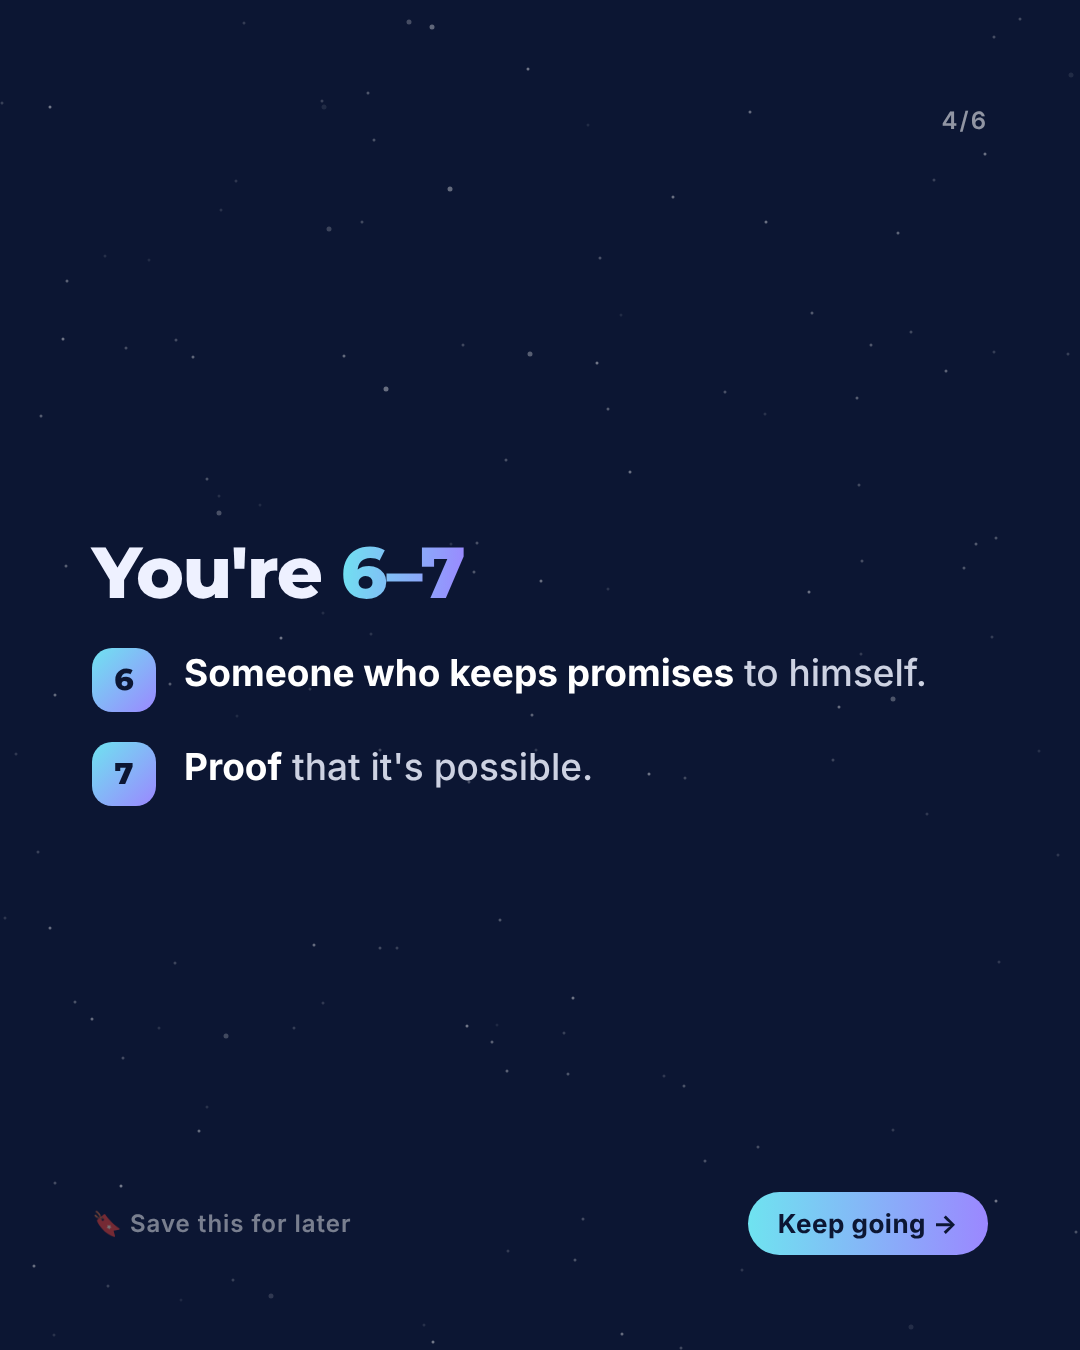 4/6
You're 6–7
6 Someone who keeps promises to himself.
7 Proof that it's possible.
Save this for later
Keep going →